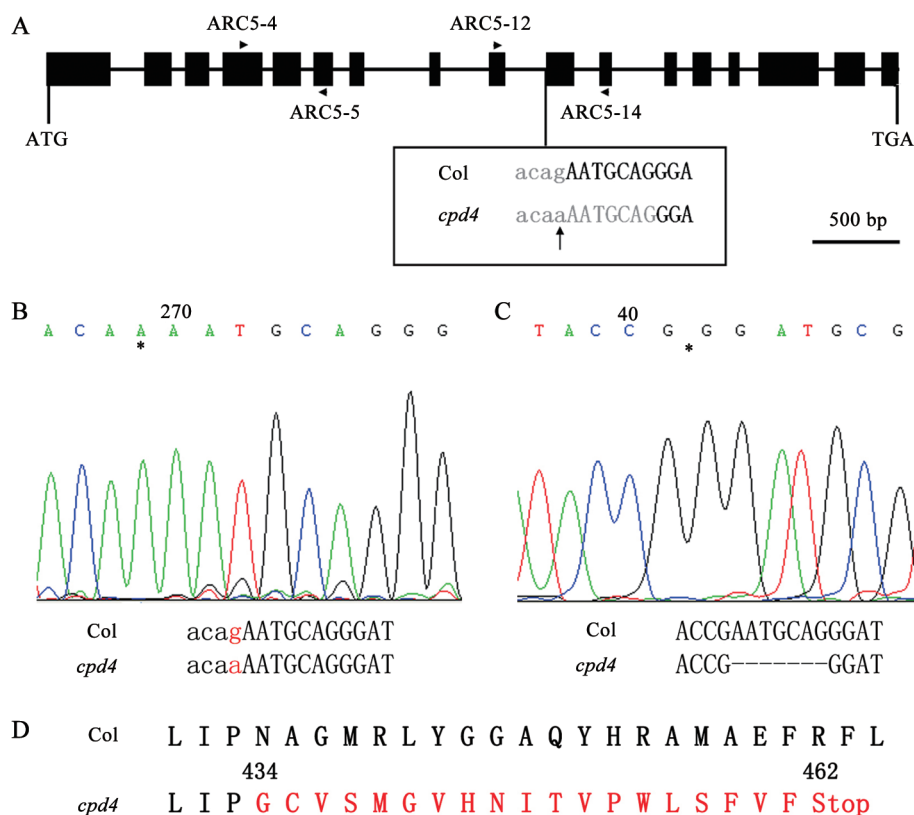 A
ARC5-4
ARC5-12
ARC5-5
ARC5-14
ATG
TGA
Col acagAATGCAGGGA
cpd4 acaaAATGCAGGGA
500 bp
B
270
A C A A A A T G C A G G G
*
Col acagAATGCAGGGAT
cpd4 acaaAATGCAGGGAT
C
40
T A C C G G G A T G C G
*
Col ACCGAATGCAGGGAT
cpd4 ACCG-------GGAT
D
Col L I P N A G M R L Y G G A Q Y H R A M A E F R F L
434 462
cpd4 L I P G C V S M G V H N I T V P W L S F V F Stop